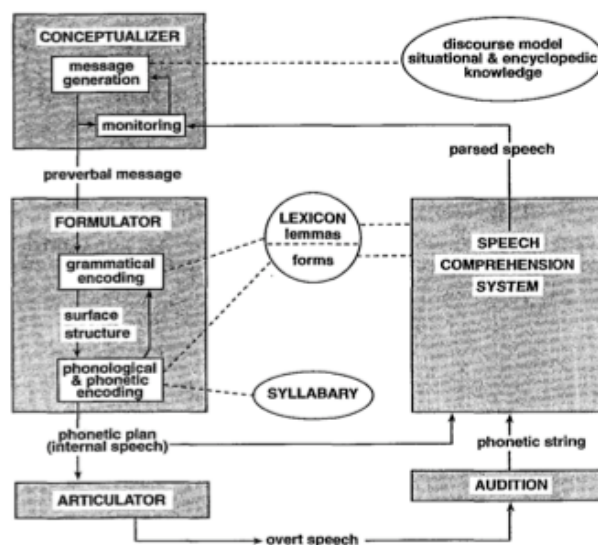 CONCEPTUALIZER
message
generation
monitoring
discourse model
situational & encyclopedic
knowledge
parsed speech
preverbal message
FORMULATOR
grammatical
encoding
surface
structure
phonological
& phonetic
encoding
LEXICON
lemmas
forms
SYLLABARY
SPEECH
COMPREHENSION
SYSTEM
phonetic plan
(internal speech)
phonetic string
ARTICULATOR
AUDITION
overt speech